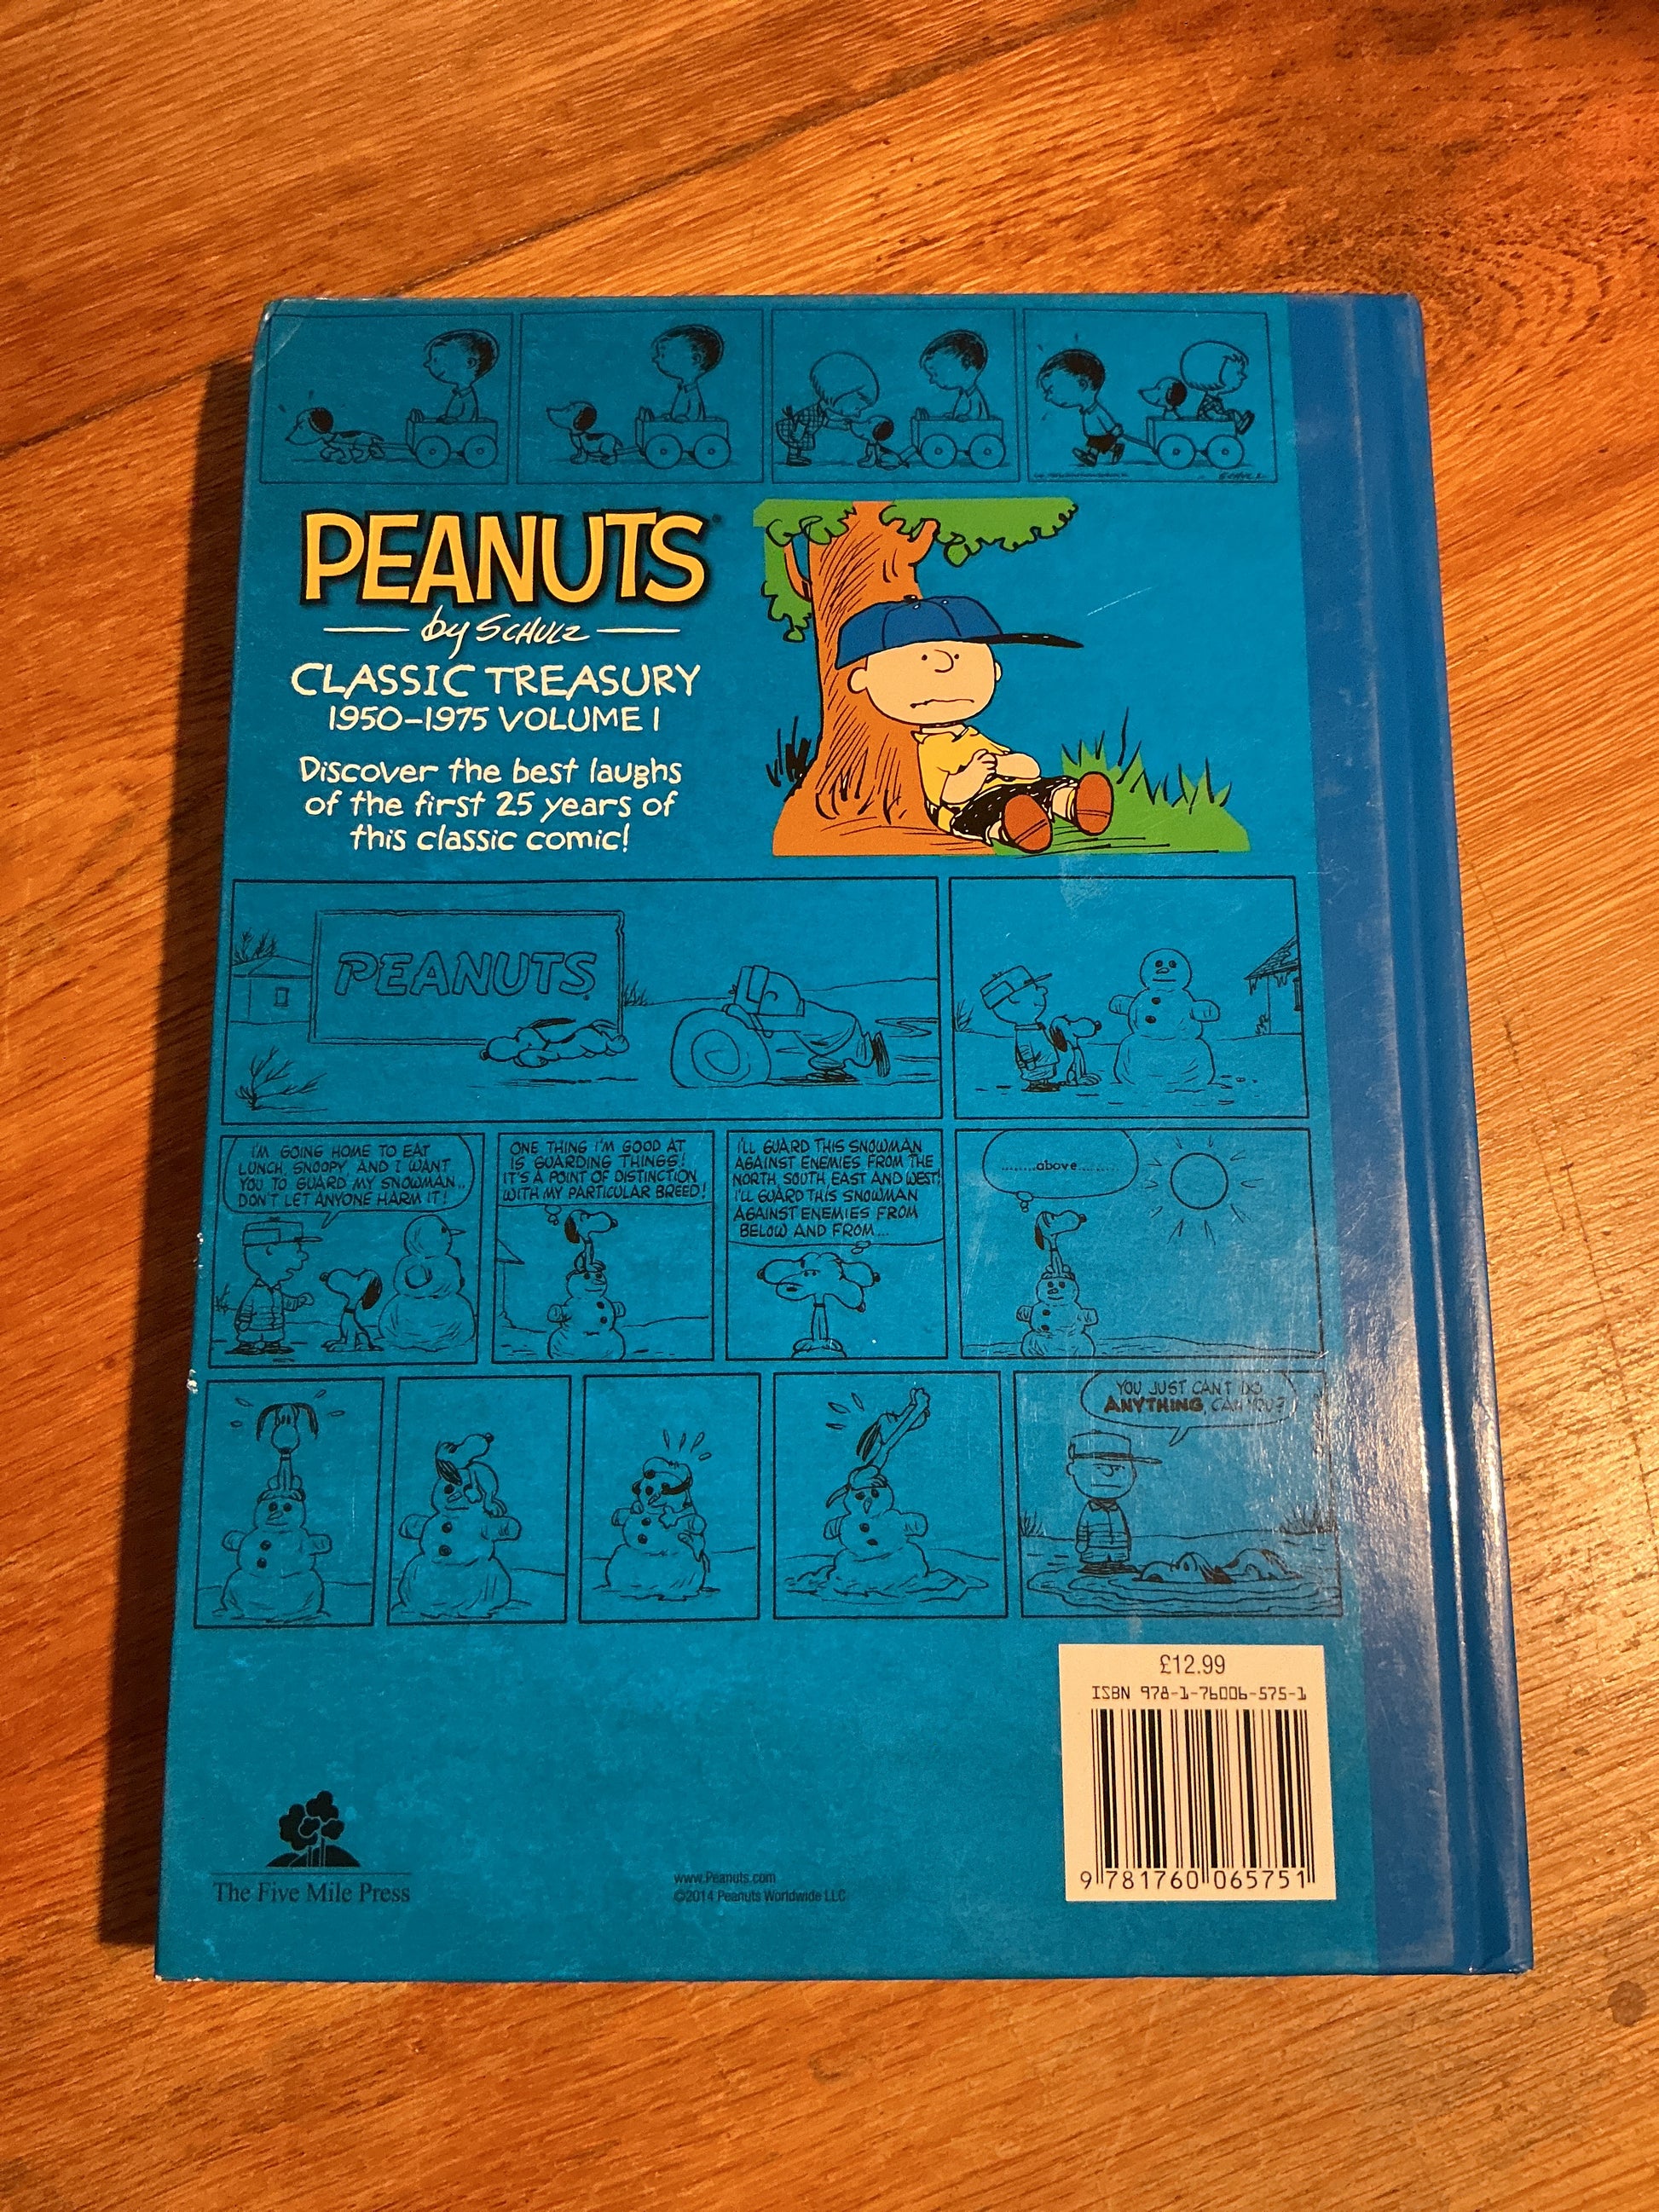 SCHULZ
PEANUTS
by SCHULZ
CLASSIC TREASURY
1950-1975 VOLUME 1
Discover the best laughs
of the first 25 years of
this classic comic!
PEANUTS
I'M GOING HOME TO EAT
LUNCH, SNOOPY, AND I WANT
YOU TO GUARD MY SNOWMAN..
DON'T LET ANYONE HARM IT!
ONE THING I'M GOOD AT
IS GUARDING THINGS!
IT'S A POINT OF DISTINCTION
WITH MY PARTICULAR BREED!
I'LL GUARD THIS SNOWMAN
AGAINST ENEMIES FROM THE
NORTH, SOUTH, EAST AND WEST!
I'LL GUARD THIS SNOWMAN
AGAINST ENEMIES FROM
BELOW AND FROM...
........above.........
YOU JUST CAN'T DO
ANYTHING, CAN YOU?
£12.99
ISBN 978-1-76006-575-1
9 781760 065751
The Five Mile Press
www.Peanuts.com
©2014 Peanuts Worldwide LLC